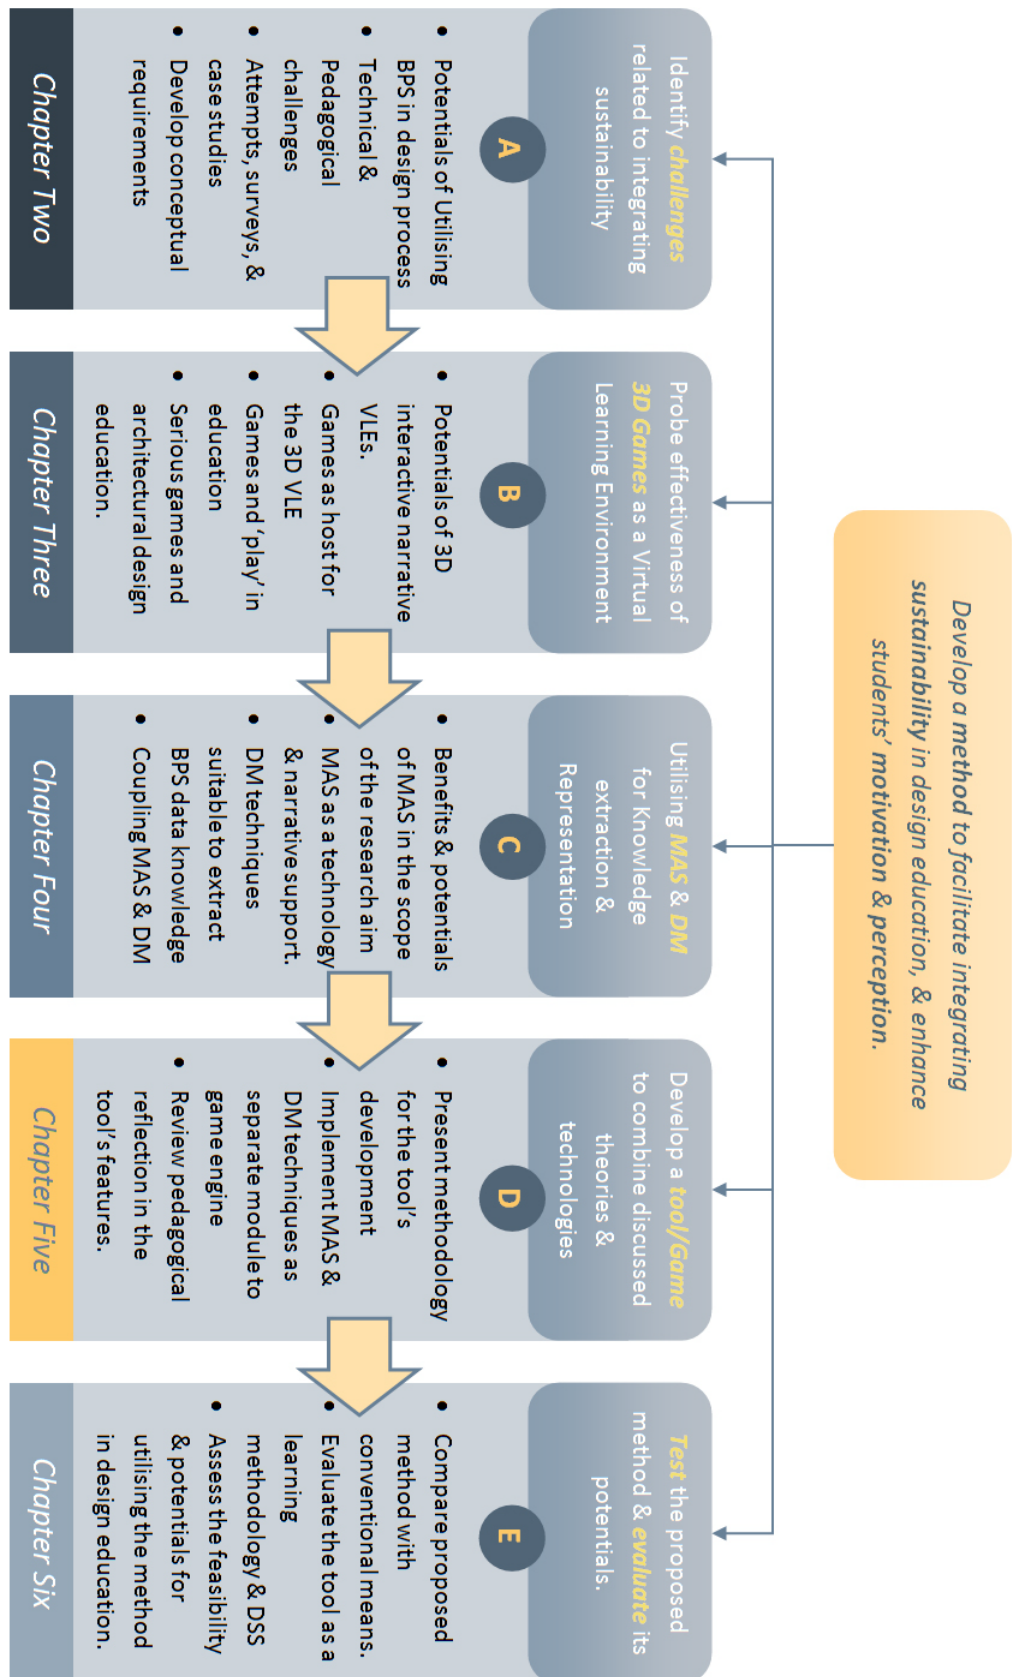 Develop a method to facilitate integrating
sustainability in design education, & enhance
students' motivation & perception.
Identify challenges
related to integrating
sustainability
A
• Potentials of Utilising
BPS in design process
• Technical &
Pedagogical
challenges
• Attempts, surveys, &
case studies
• Develop conceptual
requirements
Chapter Two
Probe effectiveness of
3D Games as a Virtual
Learning Environment
B
• Potentials of 3D
interactive narrative
VLEs.
• Games as host for
the 3D VLE
• Games and 'play' in
education
• Serious games and
architectural design
education.
Chapter Three
Utilising MAS & DM
for Knowledge
extraction &
Representation
C
• Benefits & potentials
of MAS in the scope
of the research aim
• MAS as a technology
& narrative support.
• DM techniques
suitable to extract
BPS data knowledge
• Coupling MAS & DM
Chapter Four
Develop a tool/Game
to combine discussed
theories &
technologies
D
• Present methodology
for the tool's
development
• Implement MAS &
DM techniques as
separate module to
game engine
• Review pedagogical
reflection in the
tool's features.
Chapter Five
Test the proposed
method & evaluate its
potentials.
E
• Compare proposed
method with
conventional means.
• Evaluate the tool as a
learning
methodology & DSS
• Assess the feasibility
& potentials for
utilising the method
in design education.
Chapter Six